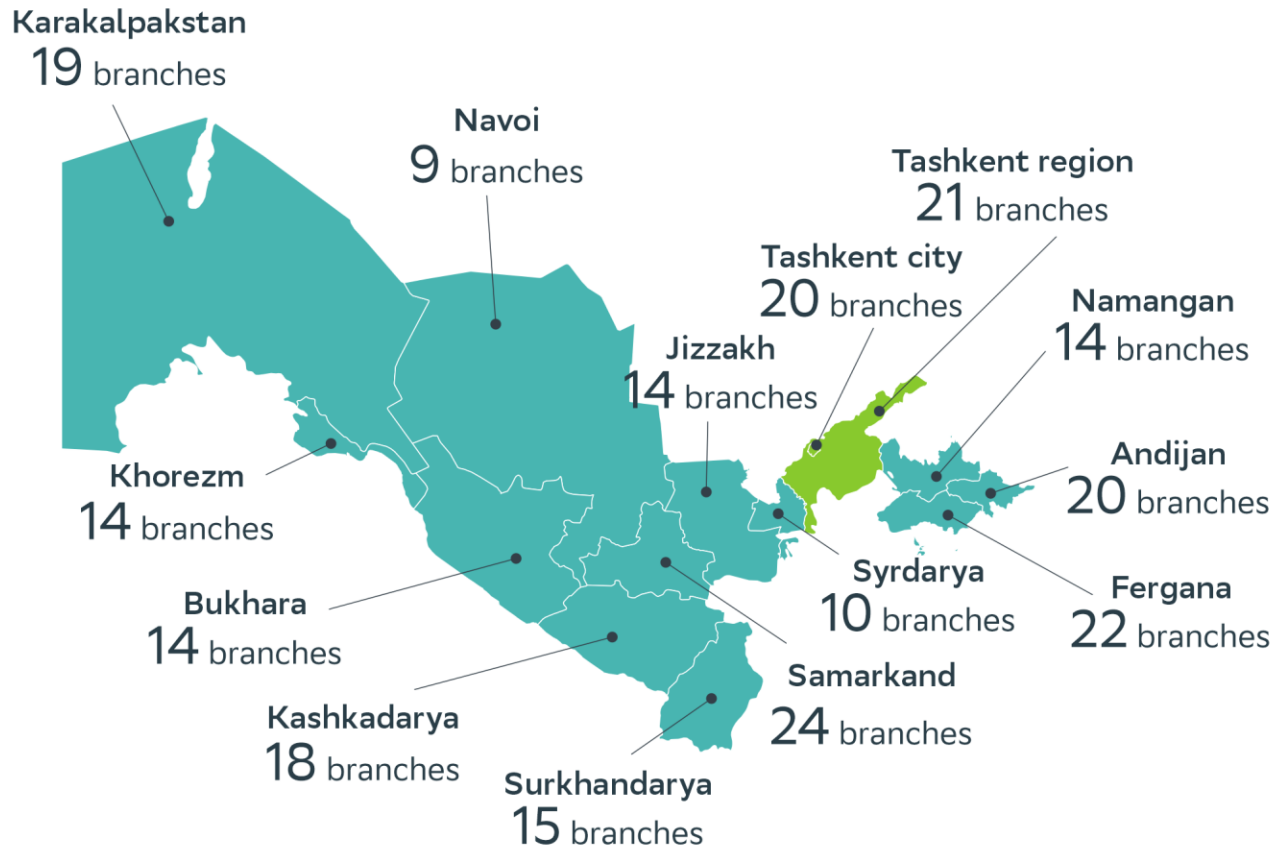 Karakalpakstan
19 branches
Navoi
9 branches
Tashkent region
21 branches
Tashkent city
20 branches
Namangan
14 branches
Jizzakh
14 branches
Andijan
20 branches
Khorezm
14 branches
Syrdarya
10 branches
Fergana
22 branches
Bukhara
14 branches
Samarkand
24 branches
Kashkadarya
18 branches
Surkhandarya
15 branches